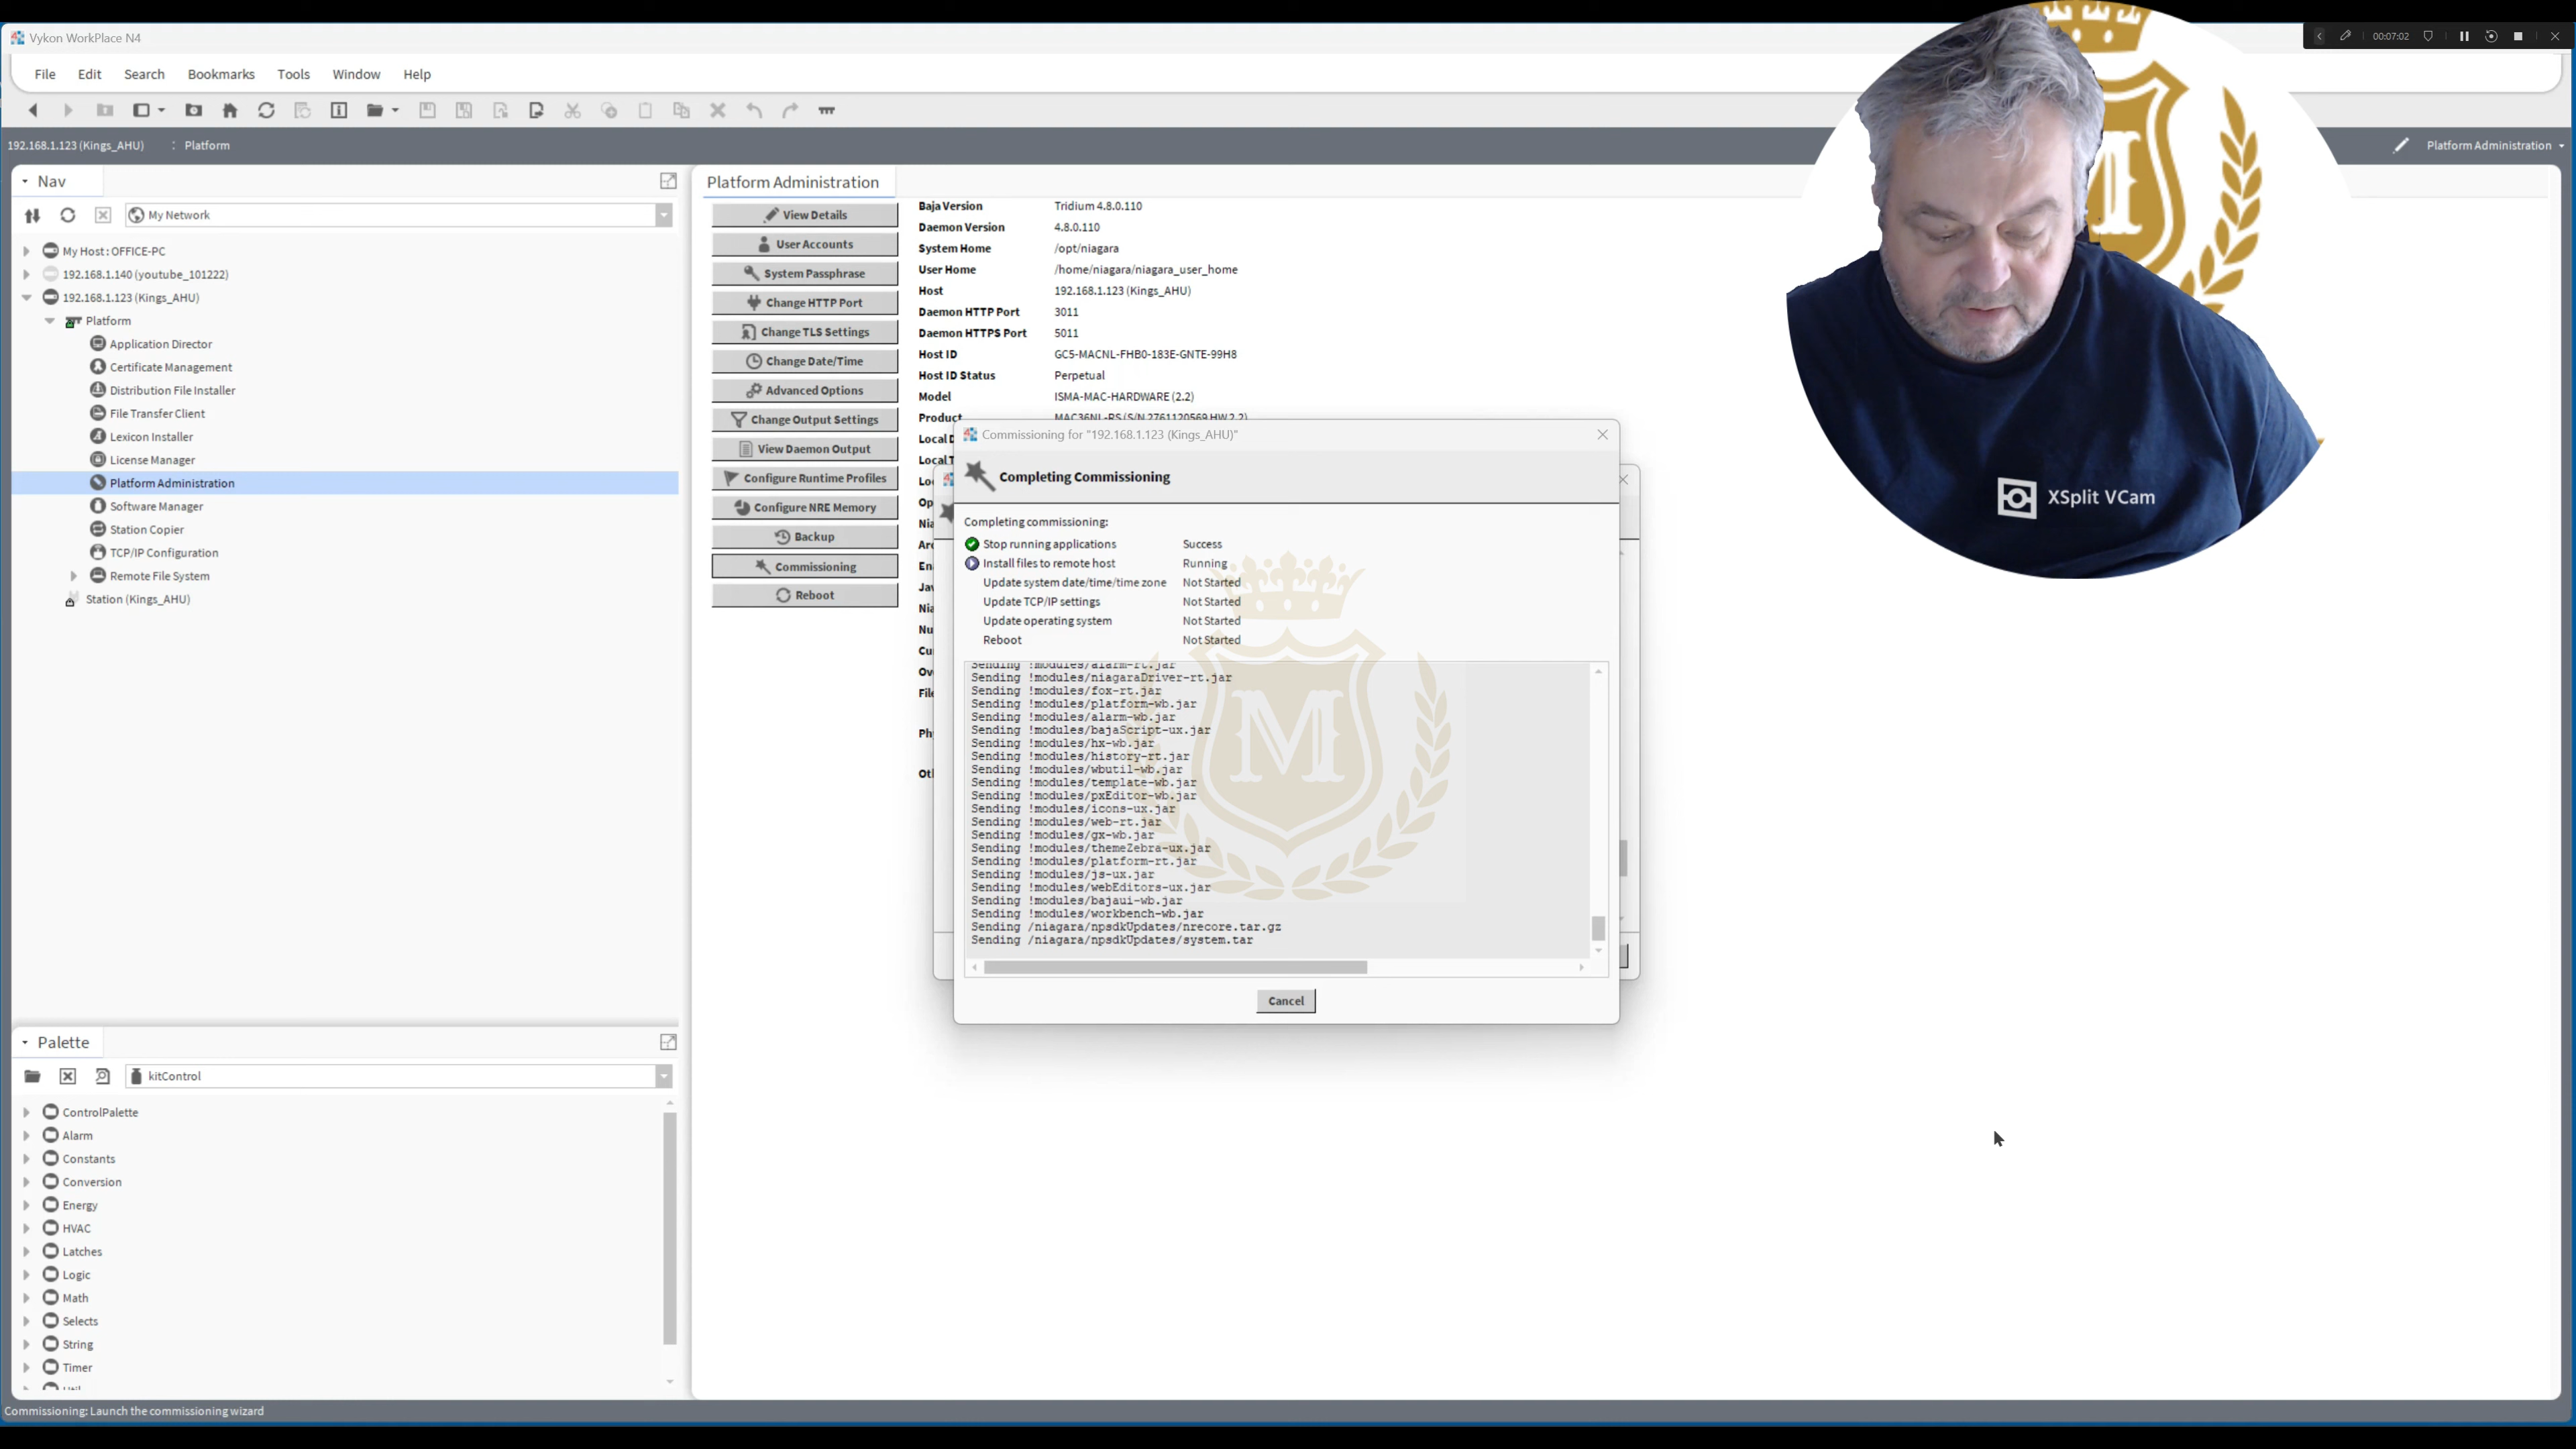 Vykon WorkPlace N4
00:07:02
File Edit Search Bookmarks Tools Window Help
192.168.1.123 (Kings_AHU) : Platform
Platform Administration
Nav
My Network
My Host : OFFICE-PC
192.168.1.140 (youtube_101222)
192.168.1.123 (Kings_AHU)
Platform
Application Director
Certificate Management
Distribution File Installer
File Transfer Client
Lexicon Installer
License Manager
Platform Administration
Software Manager
Station Copier
TCP/IP Configuration
Remote File System
Station (Kings_AHU)
Palette
kitControl
ControlPalette
Alarm
Constants
Conversion
Energy
HVAC
Latches
Logic
Math
Selects
String
Timer
Platform Administration
View Details
User Accounts
System Passphrase
Change HTTP Port
Change TLS Settings
Change Date/Time
Advanced Options
Change Output Settings
View Daemon Output
Configure Runtime Profiles
Configure NRE Memory
Backup
Commissioning
Reboot
Baja Version Tridium 4.8.0.110
Daemon Version 4.8.0.110
System Home /opt/niagara
User Home /home/niagara/niagara_user_home
Host 192.168.1.123 (Kings_AHU)
Daemon HTTP Port 3011
Daemon HTTPS Port 5011
Host ID GC5-MACNL-FHB0-183E-GNTE-99H8
Host ID Status Perpetual
Model ISMA-MAC-HARDWARE (2.2)
Product MAC36NL-RS (S/N 2761120569 HW 2.2)
Commissioning for "192.168.1.123 (Kings_AHU)"
Completing Commissioning
Completing commissioning:
Stop running applications Success
Install files to remote host Running
Update system date/time/time zone Not Started
Update TCP/IP settings Not Started
Update operating system Not Started
Reboot Not Started
Sending !modules/alarm-rt.jar
Sending !modules/niagaraDriver-rt.jar
Sending !modules/fox-rt.jar
Sending !modules/platform-wb.jar
Sending !modules/alarm-wb.jar
Sending !modules/bajaScript-ux.jar
Sending !modules/hx-wb.jar
Sending !modules/history-rt.jar
Sending !modules/wbutil-wb.jar
Sending !modules/template-wb.jar
Sending !modules/pxEditor-wb.jar
Sending !modules/icons-ux.jar
Sending !modules/web-rt.jar
Sending !modules/gx-wb.jar
Sending !modules/themeZebra-ux.jar
Sending !modules/platform-rt.jar
Sending !modules/js-ux.jar
Sending !modules/webEditors-ux.jar
Sending !modules/bajaui-wb.jar
Sending !modules/workbench-wb.jar
Sending /niagara/npsdkUpdates/nrecore.tar.gz
Sending /niagara/npsdkUpdates/system.tar
M
Cancel
XSplit VCam
Commissioning: Launch the commissioning wizard